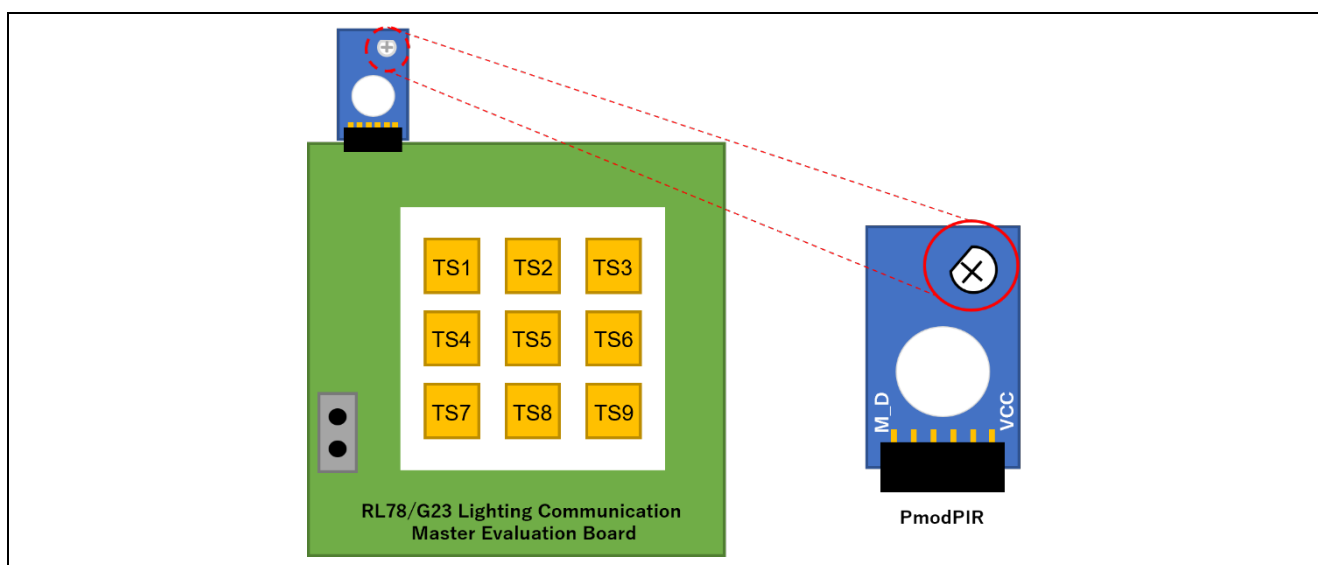 TS1 TS2 TS3
TS4 TS5 TS6
TS7 TS8 TS9
RL78/G23 Lighting Communication
Master Evaluation Board
M_D
VCC
PmodPIR